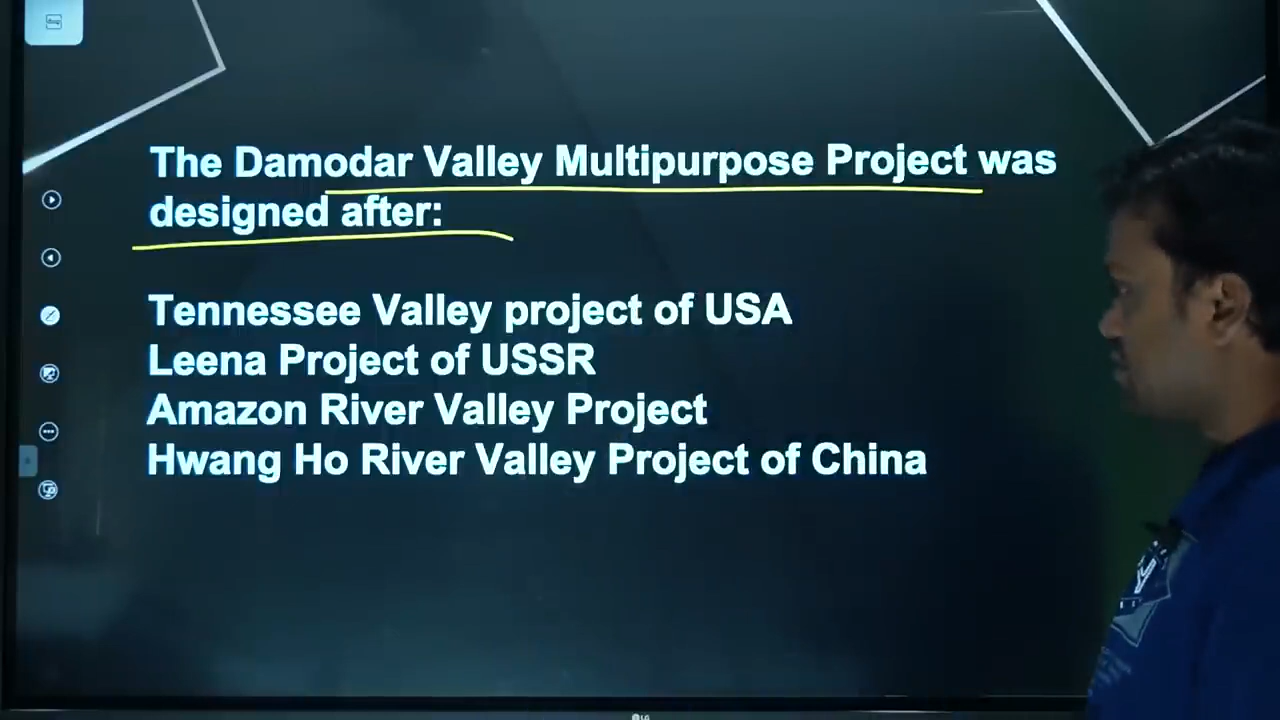 The Damodar Valley Multipurpose Project was
designed after:
Tennessee Valley project of USA
Leena Project of USSR
Amazon River Valley Project
Hwang Ho River Valley Project of China
LG